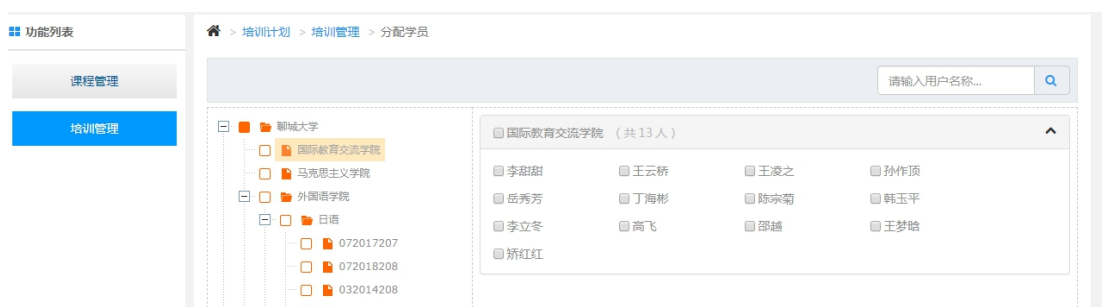 功能列表
课程管理
培训管理
> 培训计划 > 培训管理 > 分配学员
请输入用户名称...
聊城大学
国际教育交流学院
马克思主义学院
外国语学院
日语
072017207
072018208
032014208
国际教育交流学院 (共13人)
李甜甜 王云桥 王凌之 孙作顶
岳秀芳 丁海彬 陈宗菊 韩玉平
李立冬 高飞 邵越 王梦晗
矫红红